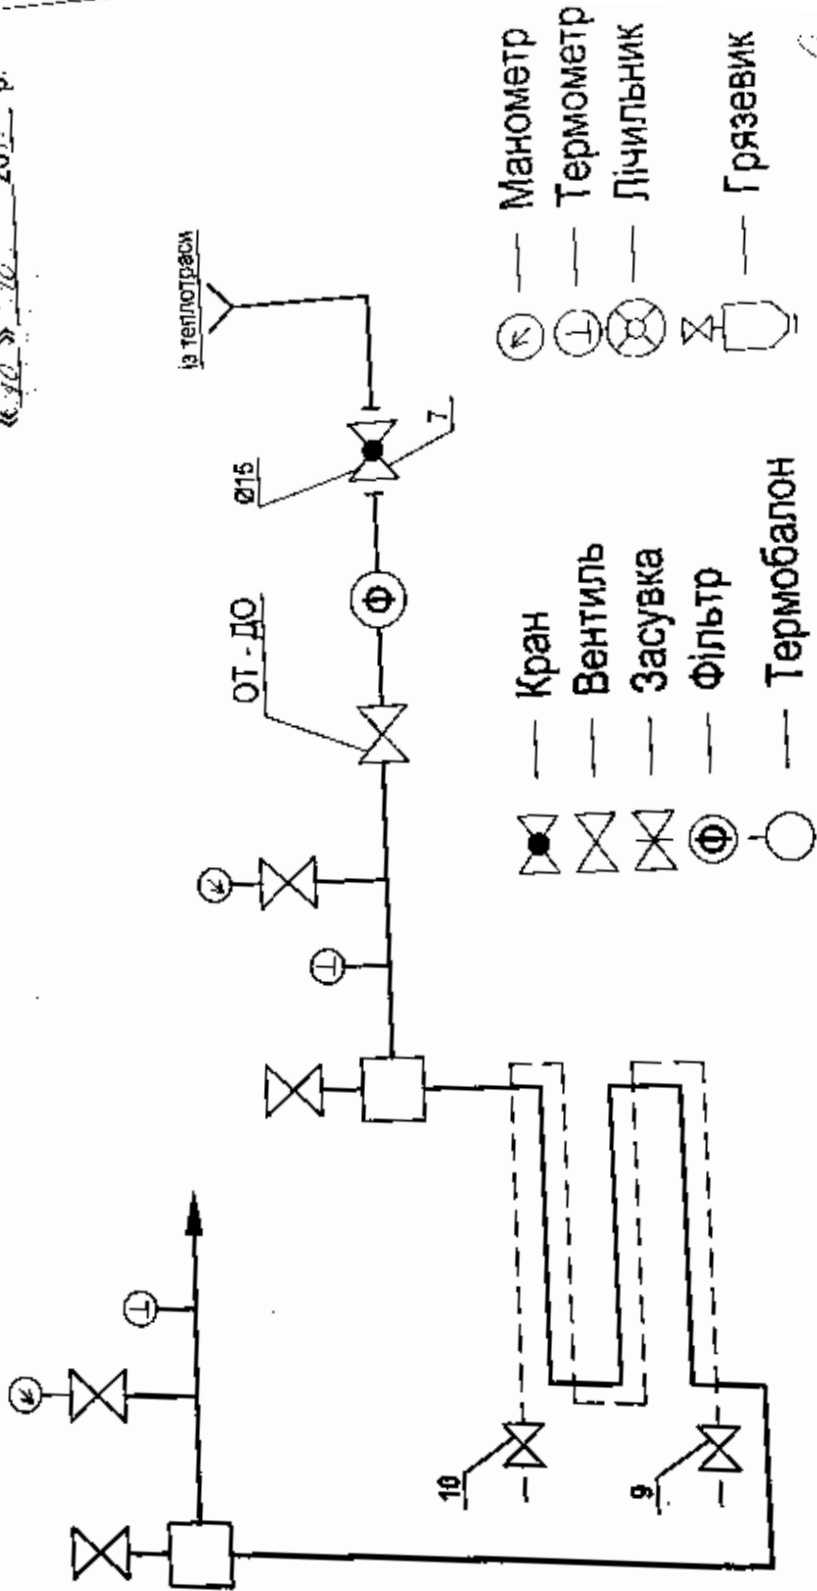 із теплотраси
Ø15
7
ОТ - ДО
10
9
Кран
Вентиль
Засувка
Фільтр
Термобалон
Манометр
Термометр
Лічильник
Грязевик
Ф
Ф